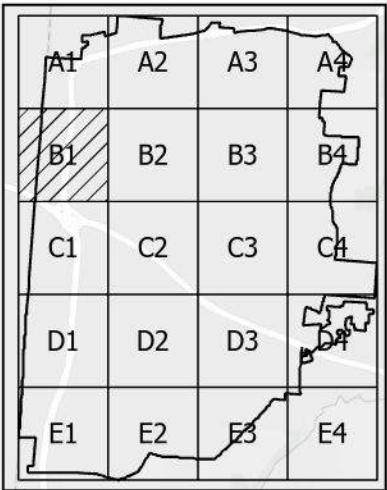 A1 A2 A3 A4
B1 B2 B3 B4
C1 C2 C3 C4
D1 D2 D3 D4
E1 E2 E3 E4